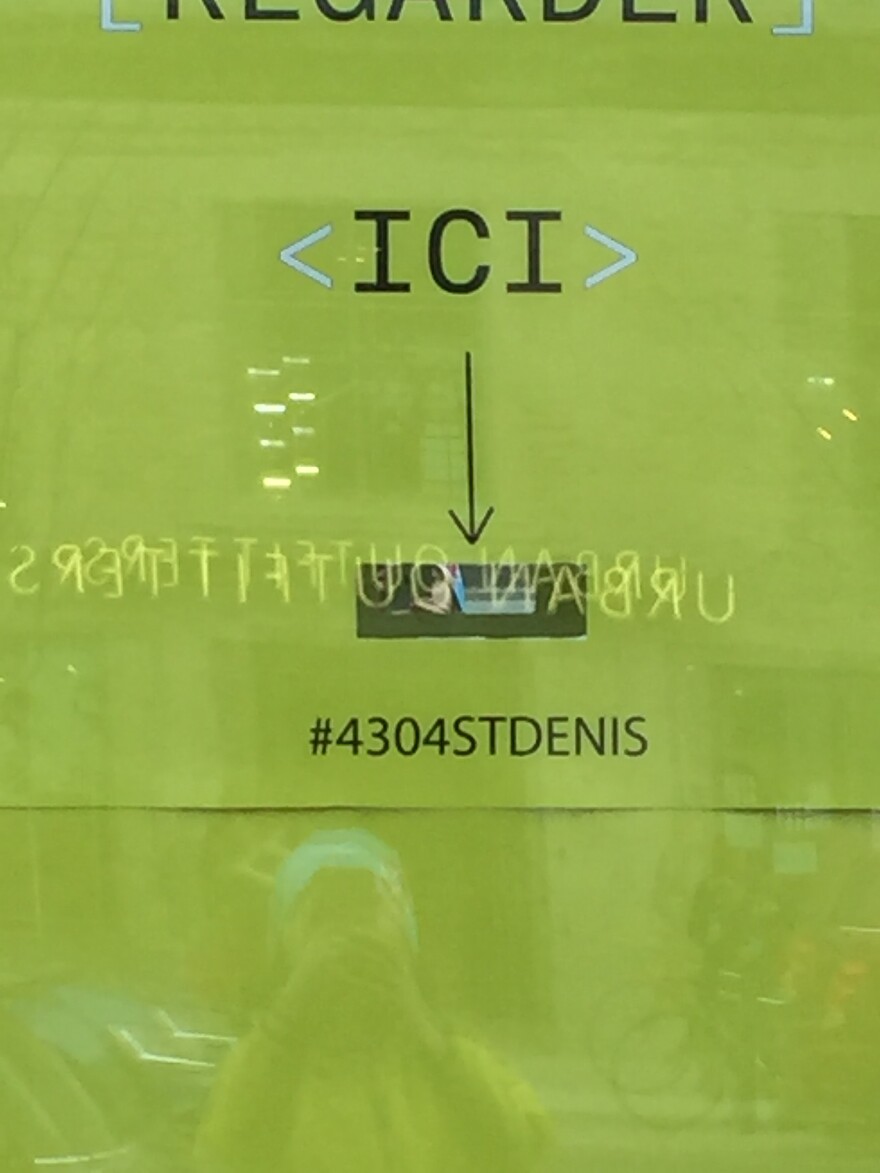 [REGARDER]
<ICI>
URBAN OUTFITTERS
#4304STDENIS